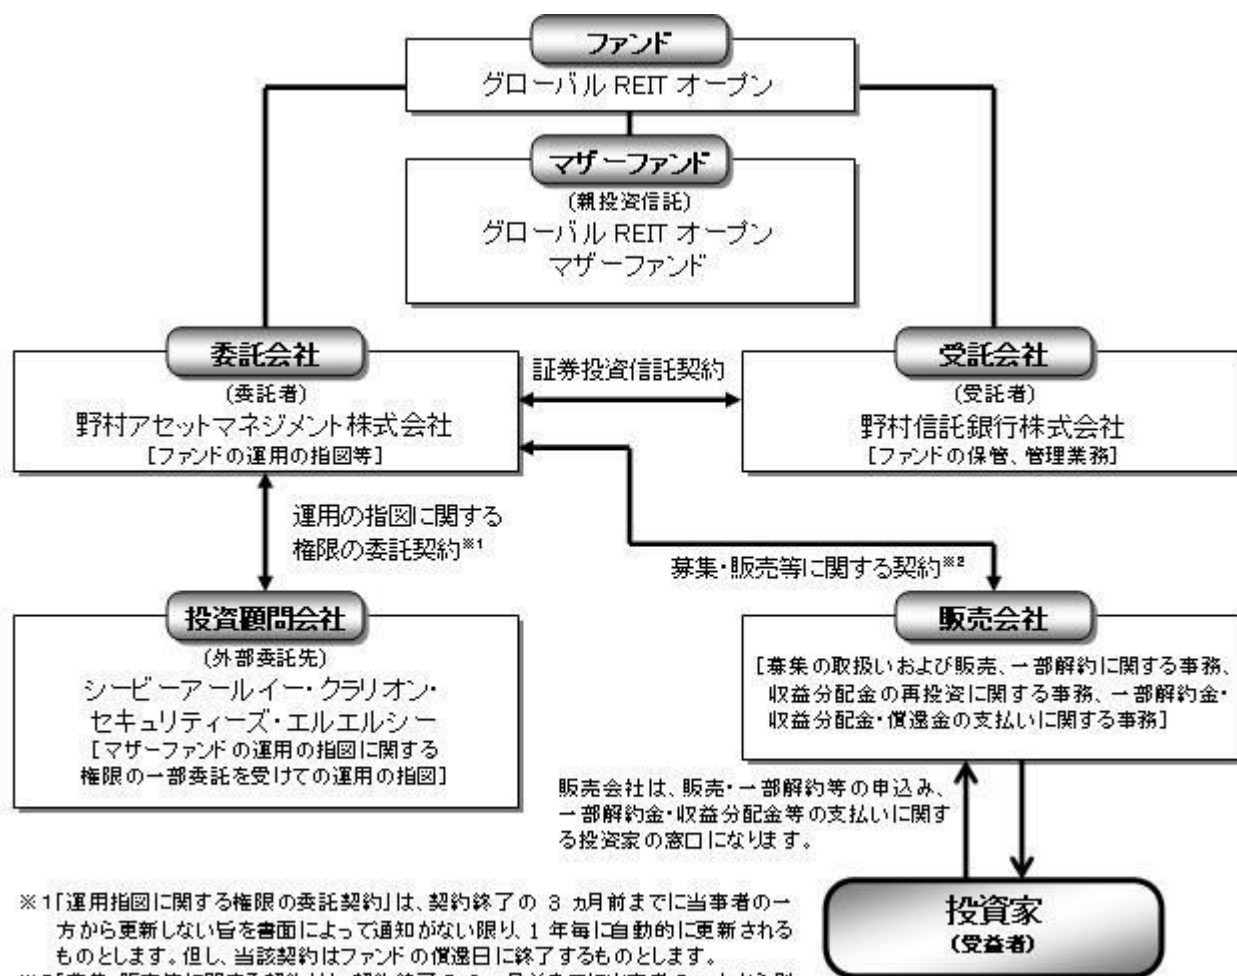 ファンド
グローバル REIT オープン
マザーファンド
(親投資信託)
グローバル REIT オープン
マザーファンド
委託会社
(委託者)
野村アセットマネジメント株式会社
[ファンドの運用の指図等]
証券投資信託契約
受託会社
(受託者)
野村信託銀行株式会社
[ファンドの保管、管理業務]
運用の指図に関する
権限の委託契約※1
募集・販売等に関する契約※2
投資顧問会社
(外部委託先)
シービーアールイー・クラリオン・
セキュリティーズ・エルエルシー
[マザーファンドの運用の指図に関する
権限の一部委託を受けての運用の指図]
販売会社
[募集の取扱いおよび販売、一部解約に関する事務、
収益分配金の再投資に関する事務、一部解約金・
収益分配金・償還金の支払いに関する事務]
販売会社は、販売・一部解約等の申込み、
一部解約金・収益分配金等の支払いに関す
る投資家の窓口になります。
投資家
(受益者)
※1「運用指図に関する権限の委託契約」は、契約終了の 3 ヵ月前までに当事者の一
方から更新しない旨を書面によって通知がない限り、1 年毎に自動的に更新される
ものとします。但し、当該契約はファンドの償還日に終了するものとします。